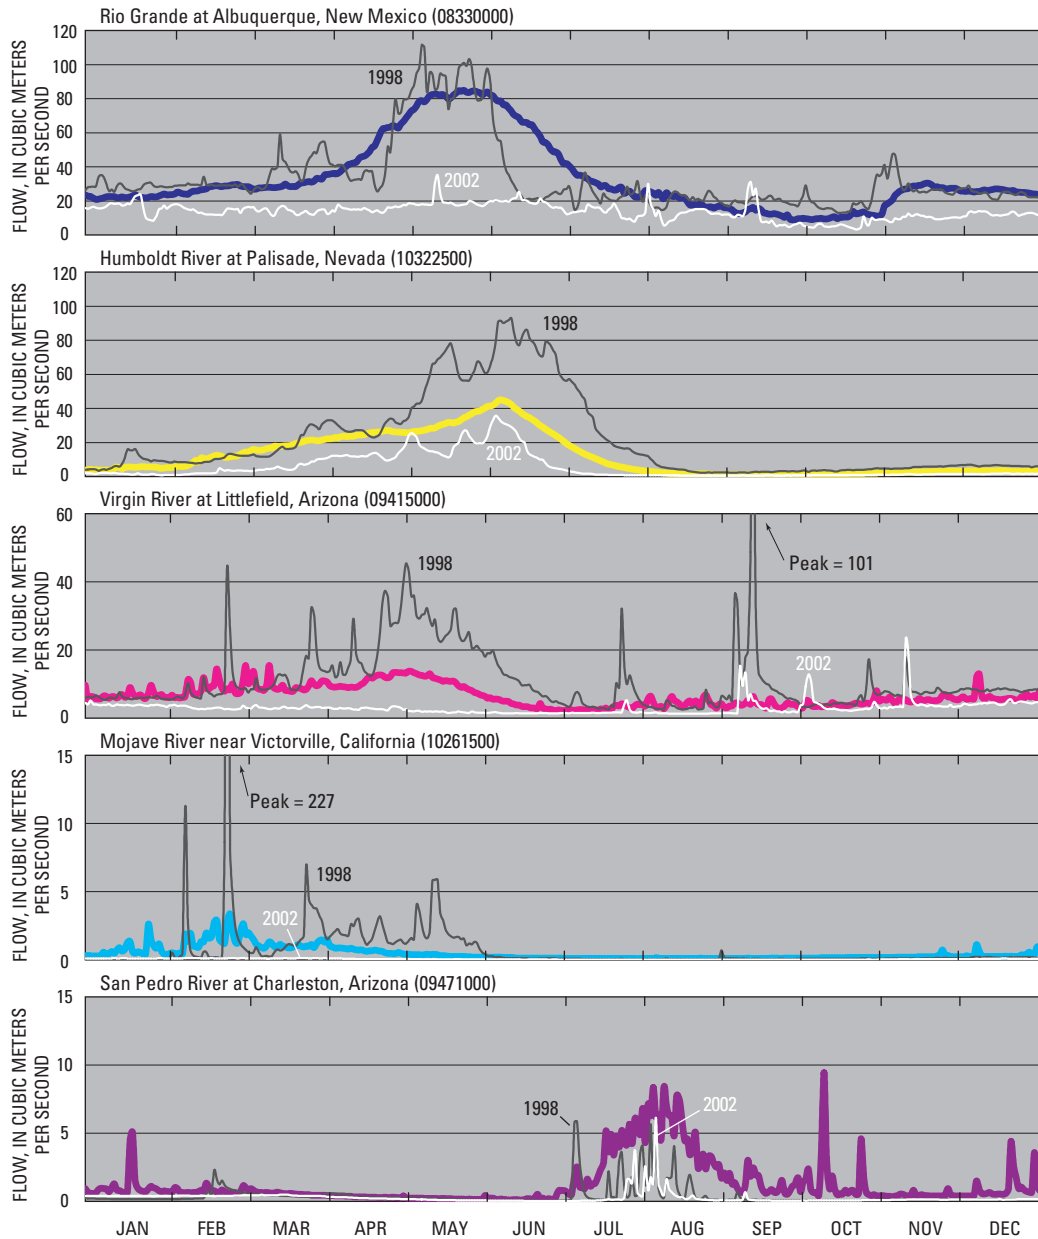 Rio Grande at Albuquerque, New Mexico (08330000)
FLOW, IN CUBIC METERS
PER SECOND
120
100
80
60
40
20
0
1998
2002
Humboldt River at Palisade, Nevada (10322500)
FLOW, IN CUBIC METERS
PER SECOND
120
100
80
60
40
20
0
1998
2002
Virgin River at Littlefield, Arizona (09415000)
FLOW, IN CUBIC METERS
PER SECOND
60
40
20
0
1998
Peak = 101
2002
Mojave River near Victorville, California (10261500)
FLOW, IN CUBIC METERS
PER SECOND
15
10
5
0
Peak = 227
1998
2002
San Pedro River at Charleston, Arizona (09471000)
FLOW, IN CUBIC METERS
PER SECOND
15
10
5
0
1998
2002
JAN FEB MAR APR MAY JUN JUL AUG SEP OCT NOV DEC